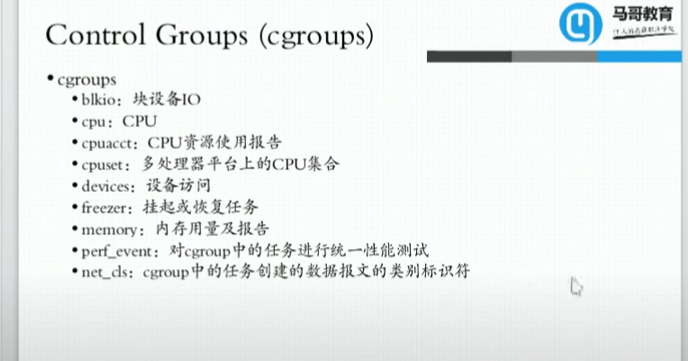 Control Groups (cgroups)
马哥教育
• cgroups
• blkio：块设备IO
• cpu：CPU
• cpuacct：CPU资源使用报告
• cpuset：多处理器平台上的CPU集合
• devices：设备访问
• freezer：挂起或恢复任务
• memory：内存用量及报告
• perf_event：对cgroup中的任务进行统一性能测试
• net_cls：cgroup中的任务创建的数据报文的类别标识符